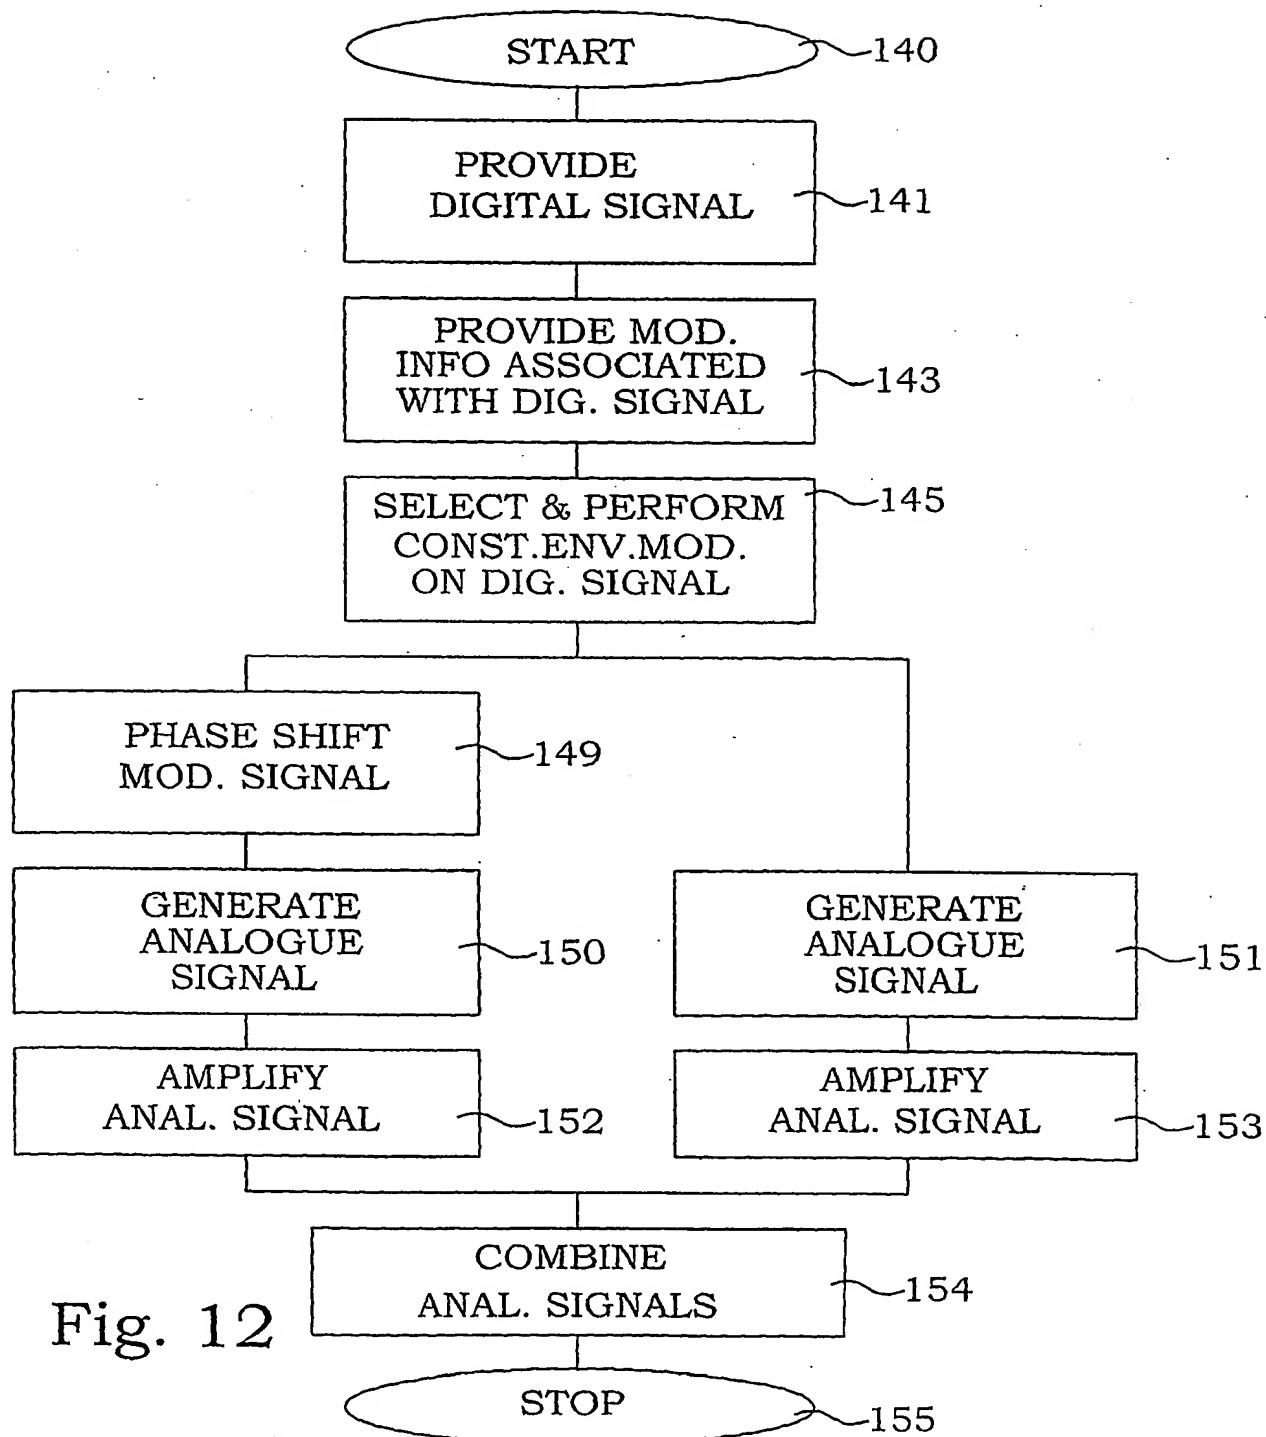 START
140
PROVIDE
DIGITAL SIGNAL
141
PROVIDE MOD.
INFO ASSOCIATED
WITH DIG. SIGNAL
143
SELECT & PERFORM
CONST.ENV.MOD.
ON DIG. SIGNAL
145
PHASE SHIFT
MOD. SIGNAL
149
GENERATE
ANALOGUE
SIGNAL
150
GENERATE
ANALOGUE
SIGNAL
151
AMPLIFY
ANAL. SIGNAL
152
AMPLIFY
ANAL. SIGNAL
153
COMBINE
ANAL. SIGNALS
154
Fig. 12
STOP
155